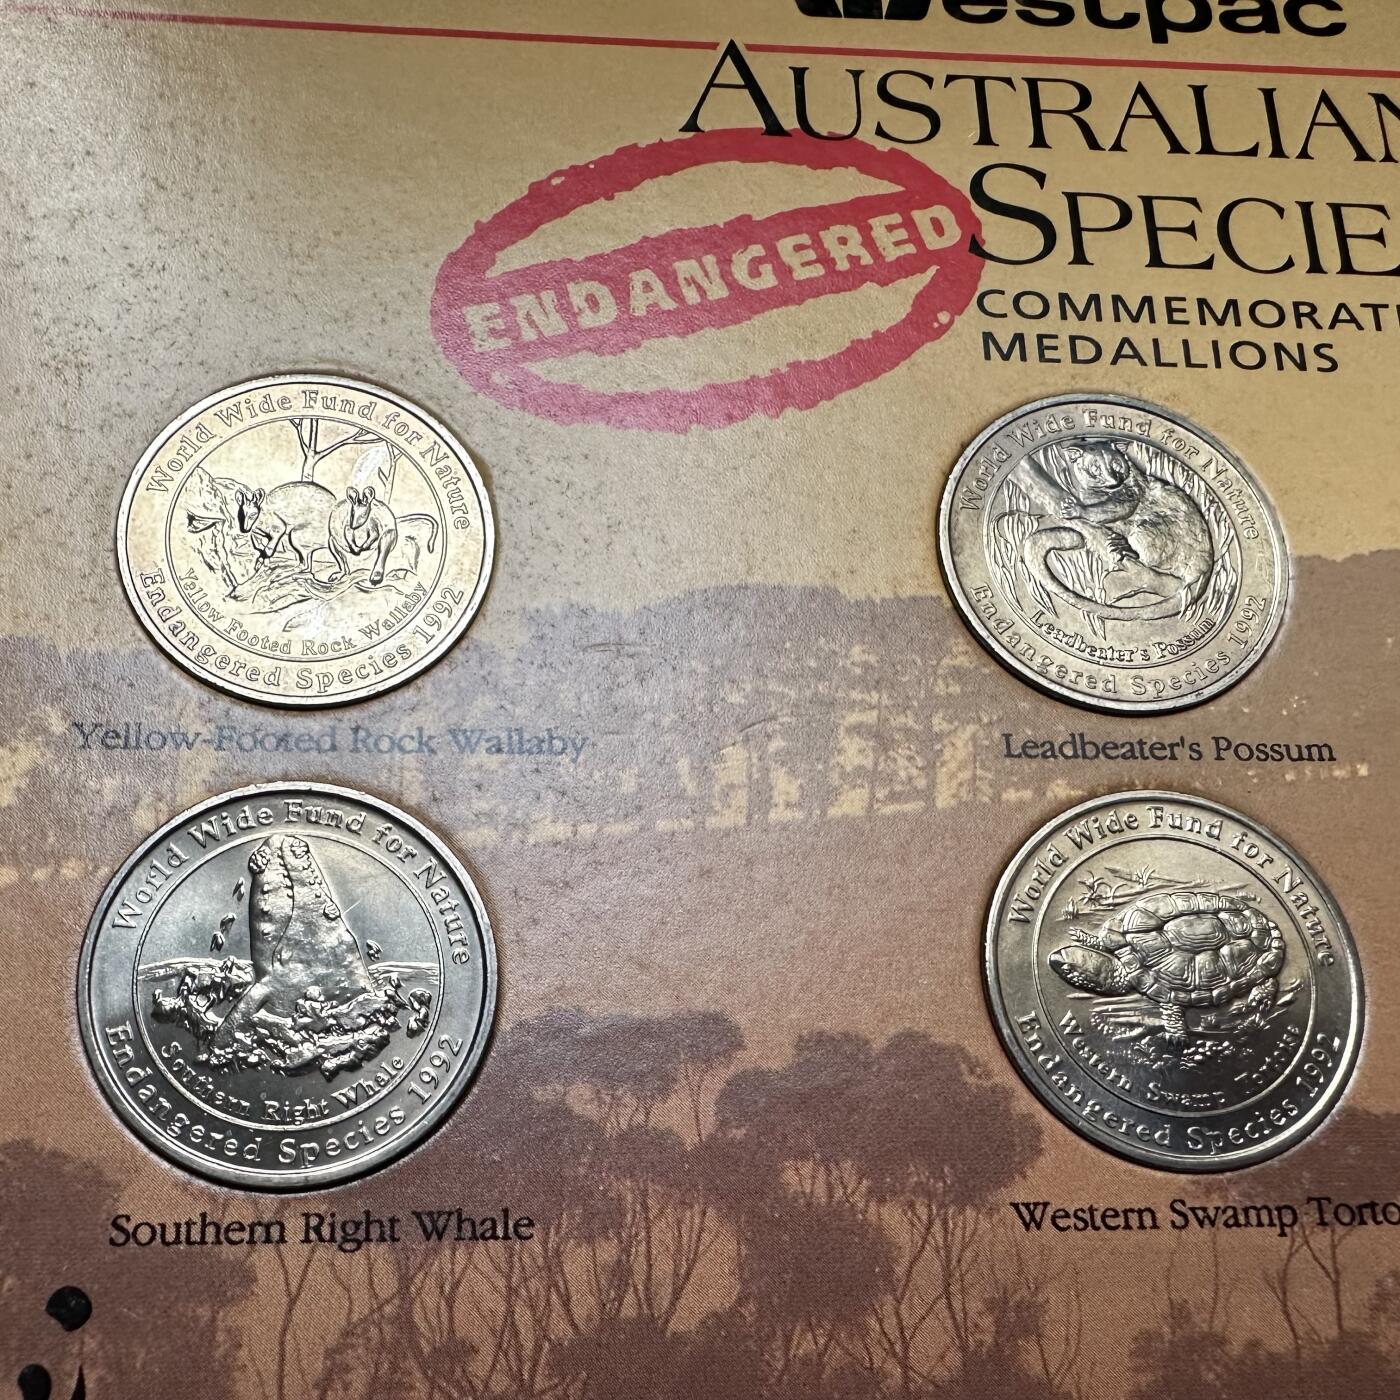 Westpac
AUSTRALIAN
ENDANGERED
SPECIE
COMMEMORATI
MEDALLIONS
World Wide Fund for Nature
Yellow Footed Rock Wallaby
Endangered Species 1992
World Wide Fund for Nature
Leadbeater's Possum
Endangered Species 1992
Yellow-Footed Rock Wallaby
Leadbeater's Possum
World Wide Fund for Nature
Southern Right Whale
Endangered Species 1992
World Wide Fund for Nature
Western Swamp Tortoise
Endangered Species 1992
Southern Right Whale
Western Swamp Torto